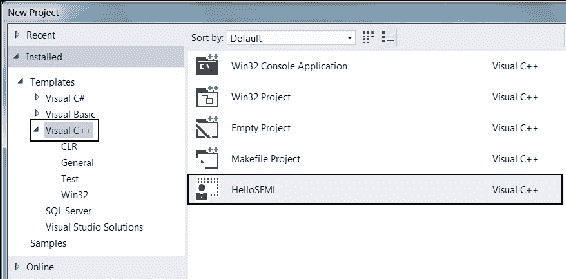 New Project
Recent
Installed
Templates
Visual C#
Visual Basic
Visual C++
CLR
General
Test
Win32
SQL Server
Visual Studio Solutions
Samples
Online
Sort by: Default
Win32 Console Application Visual C++
Win32 Project Visual C++
Empty Project Visual C++
Makefile Project Visual C++
HelloSFML Visual C++